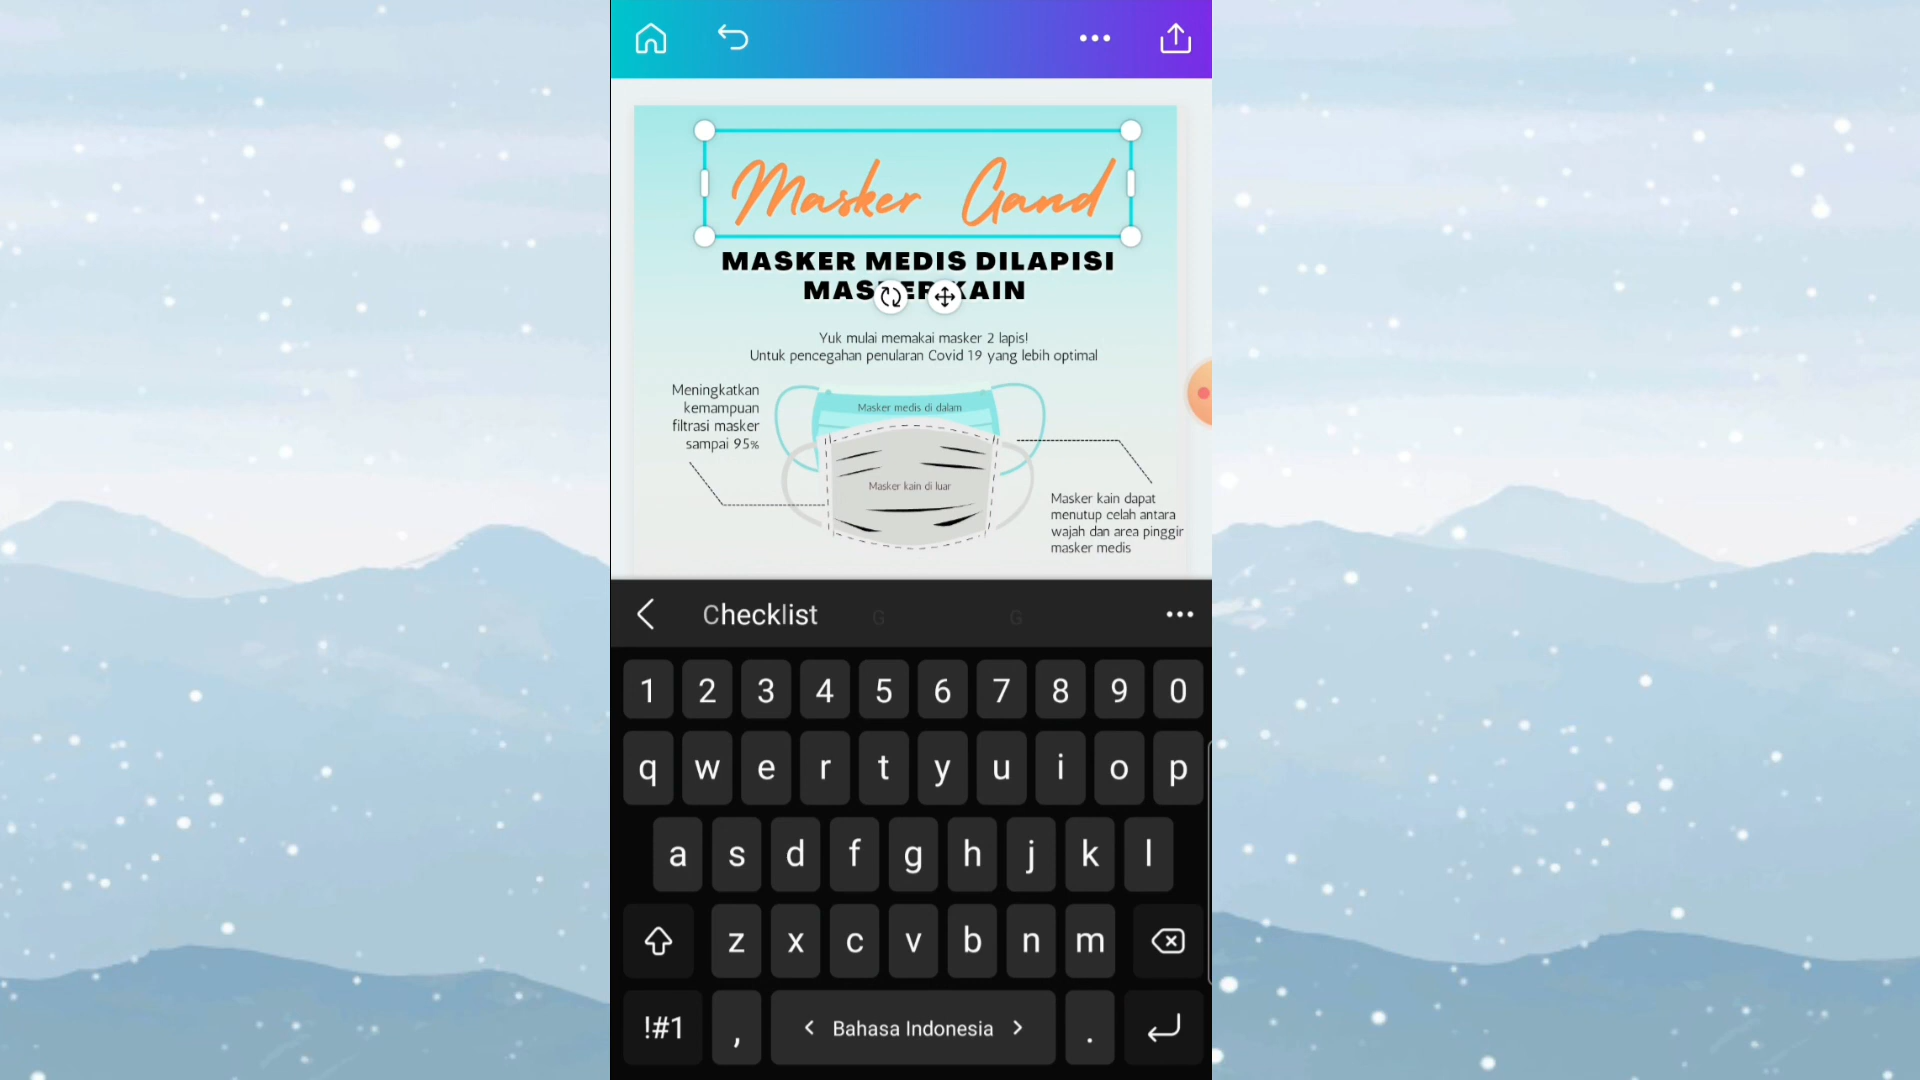 Masker Gand
MASKER MEDIS DILAPISI
MASKER KAIN
Yuk mulai memakai masker 2 lapis!
Untuk pencegahan penularan Covid 19 yang lebih optimal
Meningkatkan
kemampuan
filtrasi masker
sampai 95%
Masker medis di dalam
Masker kain di luar
Masker kain dapat
menutup celah antara
wajah dan area pinggir
masker medis
Checklist G G
1 2 3 4 5 6 7 8 9 0
q w e r t y u i o p
a s d f g h j k l
z x c v b n m
!#1 , < Bahasa Indonesia > .